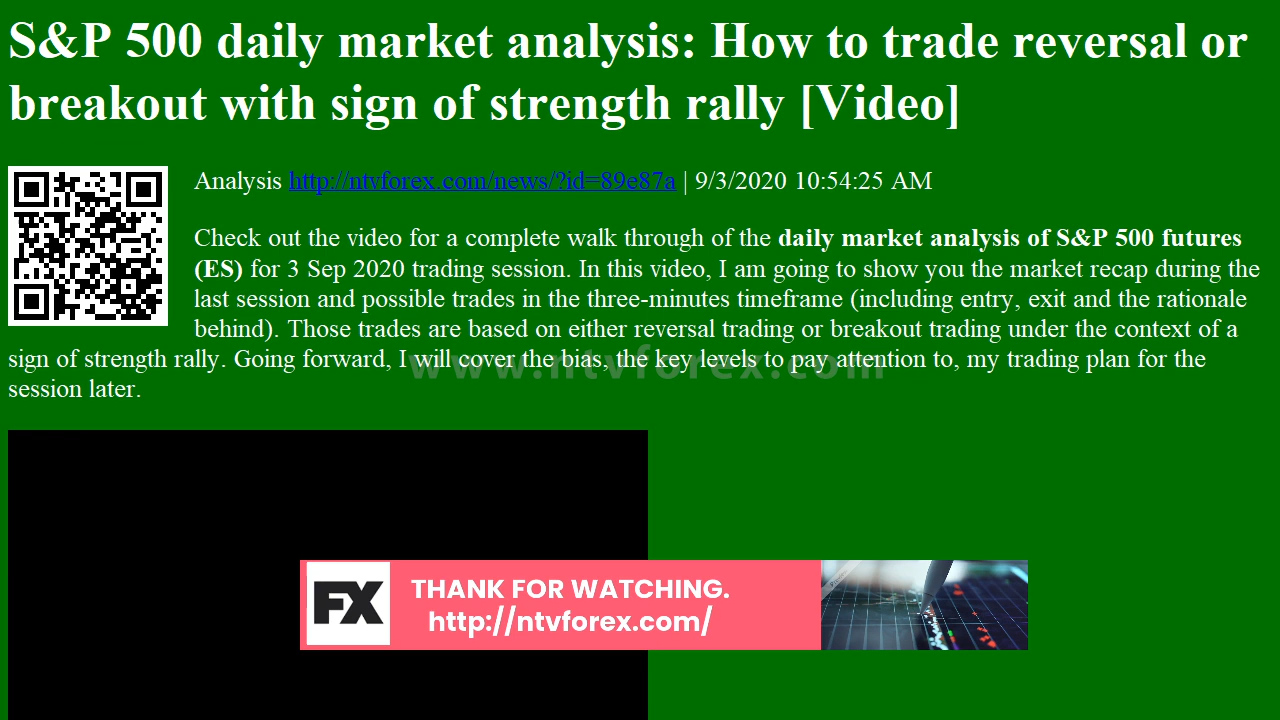 S&P 500 daily market analysis: How to trade reversal or
breakout with sign of strength rally [Video]
Analysis http://ntvforex.com/news/?id=89e87a | 9/3/2020 10:54:25 AM
Check out the video for a complete walk through of the daily market analysis of S&P 500 futures
(ES) for 3 Sep 2020 trading session. In this video, I am going to show you the market recap during the
last session and possible trades in the three-minutes timeframe (including entry, exit and the rationale
behind). Those trades are based on either reversal trading or breakout trading under the context of a
sign of strength rally. Going forward, I will cover the bias, the key levels to pay attention to, my trading plan for the
session later.
www.ntvforex.com
FX
THANK FOR WATCHING.
http://ntvforex.com/